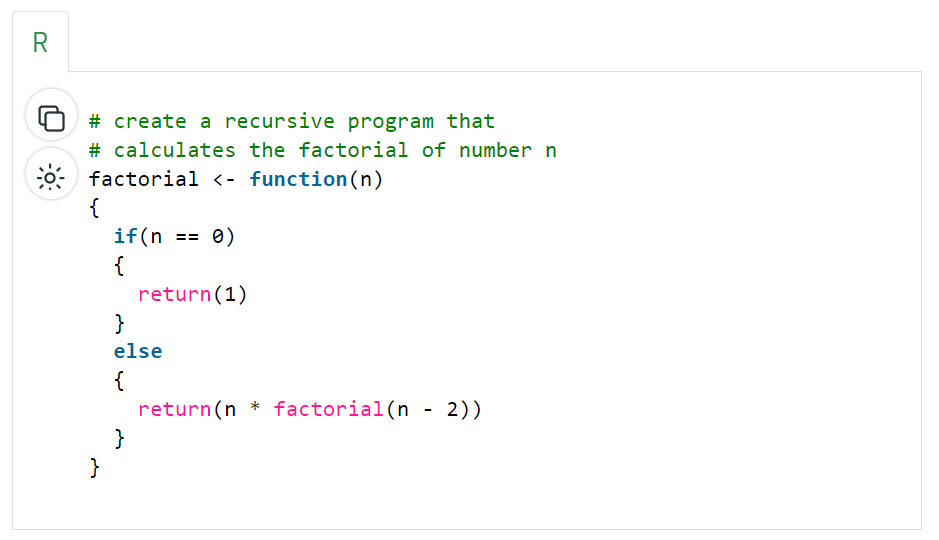 R
# create a recursive program that
# calculates the factorial of number n
factorial <- function(n)
{
  if(n == 0)
  {
    return(1)
  }
  else
  {
    return(n * factorial(n - 2))
  }
}